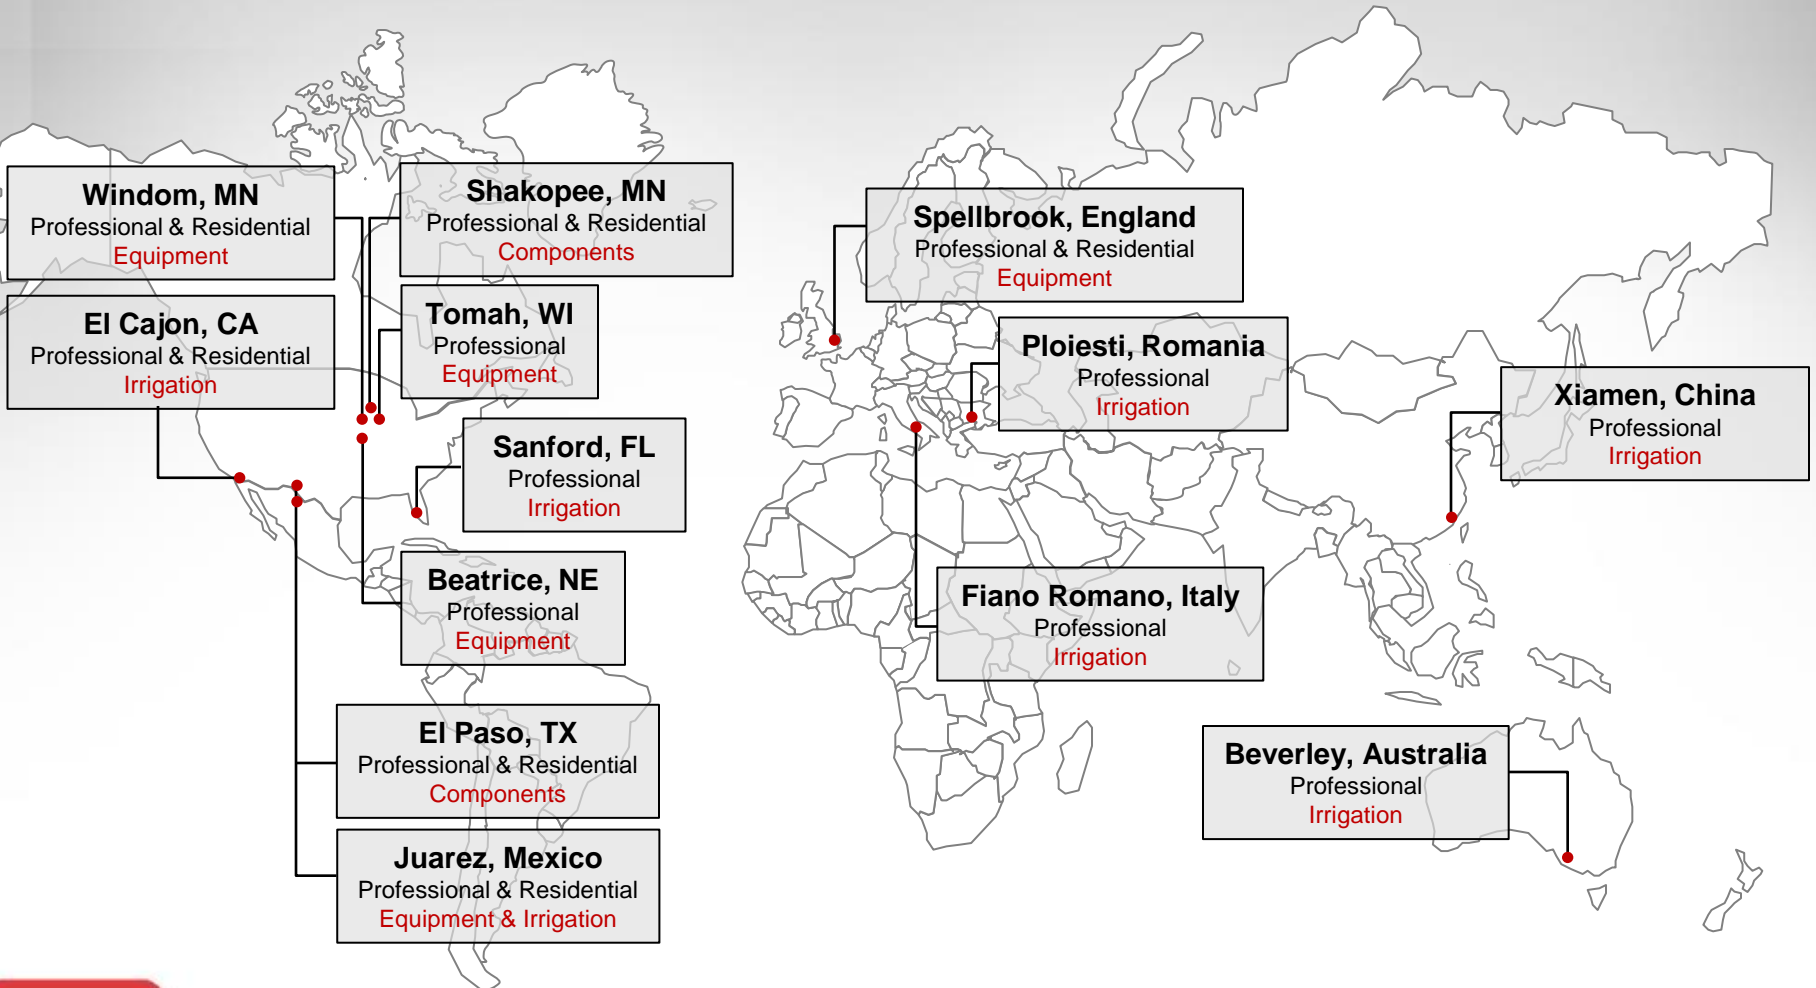 Windom, MN
Professional & Residential
Equipment
Shakopee, MN
Professional & Residential
Components
El Cajon, CA
Professional & Residential
Irrigation
Tomah, WI
Professional
Equipment
Sanford, FL
Professional
Irrigation
Beatrice, NE
Professional
Equipment
El Paso, TX
Professional & Residential
Components
Juarez, Mexico
Professional & Residential
Equipment & Irrigation
Spellbrook, England
Professional & Residential
Equipment
Ploiesti, Romania
Professional
Irrigation
Xiamen, China
Professional
Irrigation
Fiano Romano, Italy
Professional
Irrigation
Beverley, Australia
Professional
Irrigation